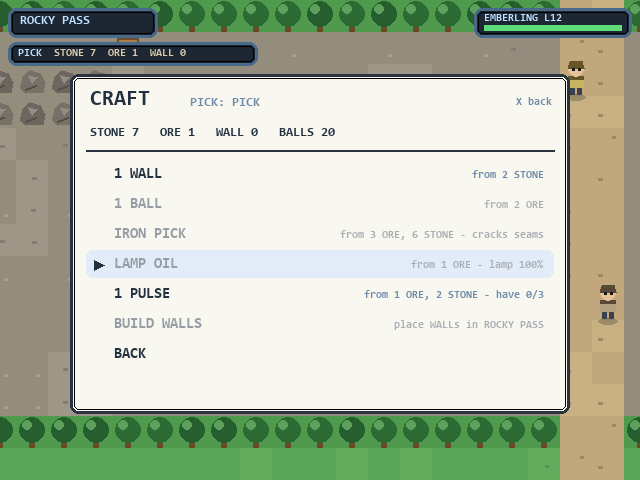 ROCKY PASS
EMBERLING L12
PICK STONE 7 ORE 1 WALL 0
CRAFT PICK: PICK X back
STONE 7 ORE 1 WALL 0 BALLS 20
1 WALL from 2 STONE
1 BALL from 2 ORE
IRON PICK from 3 ORE, 6 STONE - cracks seams
LAMP OIL from 1 ORE - lamp 100%
1 PULSE from 1 ORE, 2 STONE - have 0/3
BUILD WALLS place WALLs in ROCKY PASS
BACK